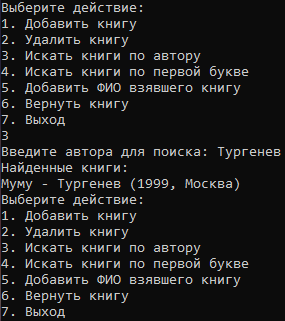 Выберите действие:
1. Добавить книгу
2. Удалить книгу
3. Искать книги по автору
4. Искать книги по первой букве
5. Добавить ФИО взявшего книгу
6. Вернуть книгу
7. Выход
3
Введите автора для поиска: Тургенев
Найденные книги:
Муму - Тургенев (1999, Москва)
Выберите действие:
1. Добавить книгу
2. Удалить книгу
3. Искать книги по автору
4. Искать книги по первой букве
5. Добавить ФИО взявшего книгу
6. Вернуть книгу
7. Выход